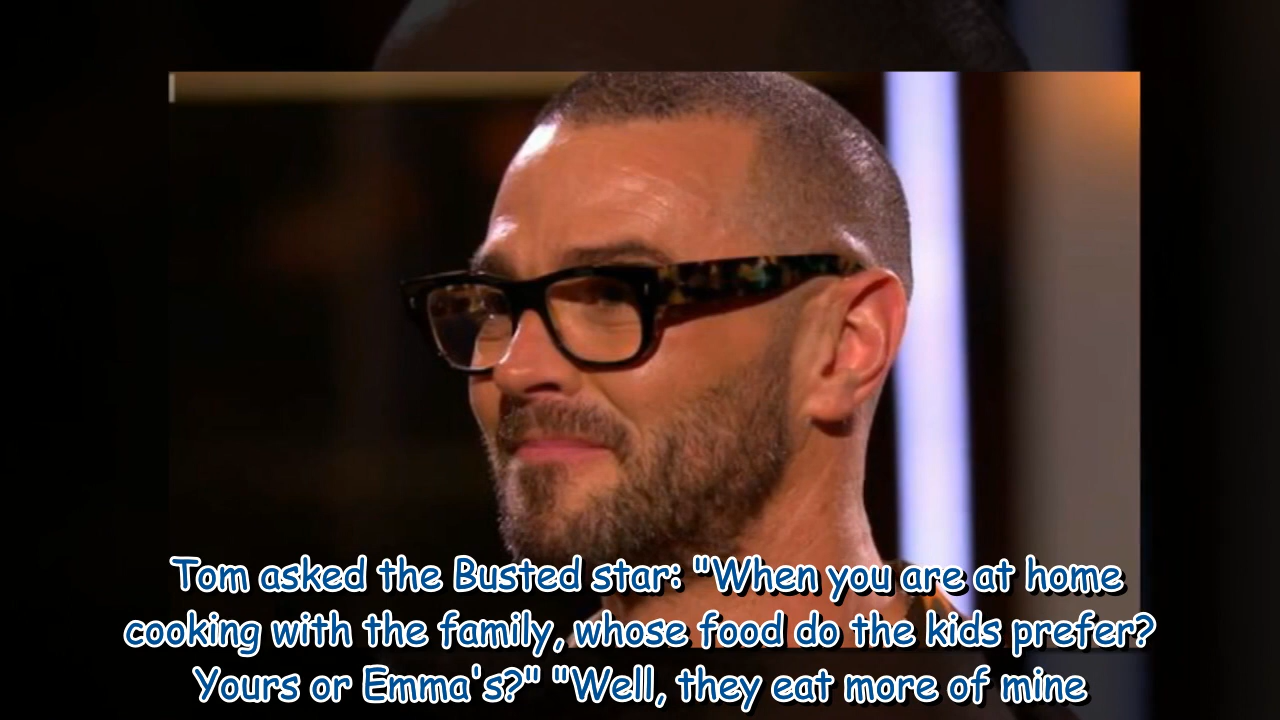 Tom asked the Busted star: "When you are at home
cooking with the family, whose food do the kids prefer?
Yours or Emma's?" "Well, they eat more of mine